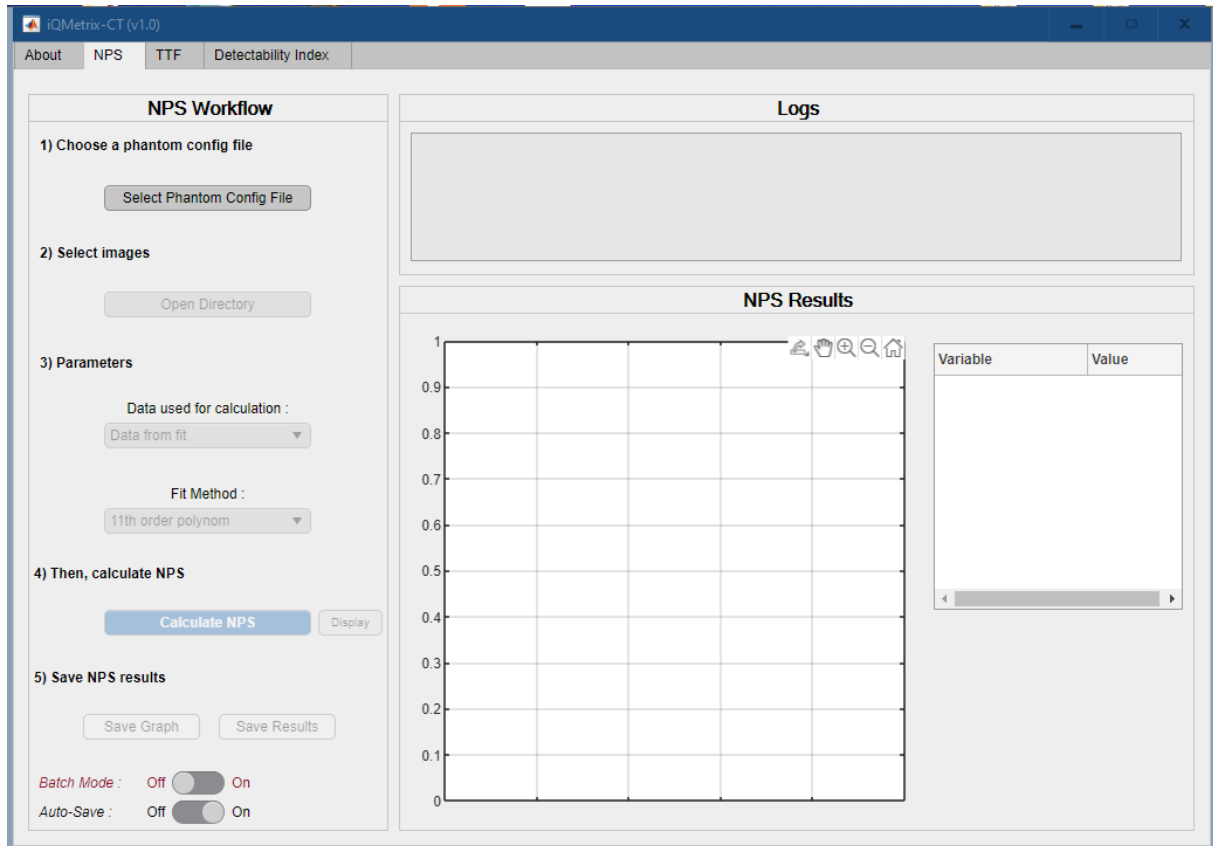 iQMetrix-CT (v1.0)
About NPS TTF Detectability Index
NPS Workflow
1) Choose a phantom config file
Select Phantom Config File
2) Select images
Open Directory
3) Parameters
Data used for calculation :
Data from fit
Fit Method :
11th order polynom
4) Then, calculate NPS
Calculate NPS Display
5) Save NPS results
Save Graph Save Results
Batch Mode : Off On
Auto-Save : Off On
Logs
NPS Results
1
0.9
0.8
0.7
0.6
0.5
0.4
0.3
0.2
0.1
0
Variable Value